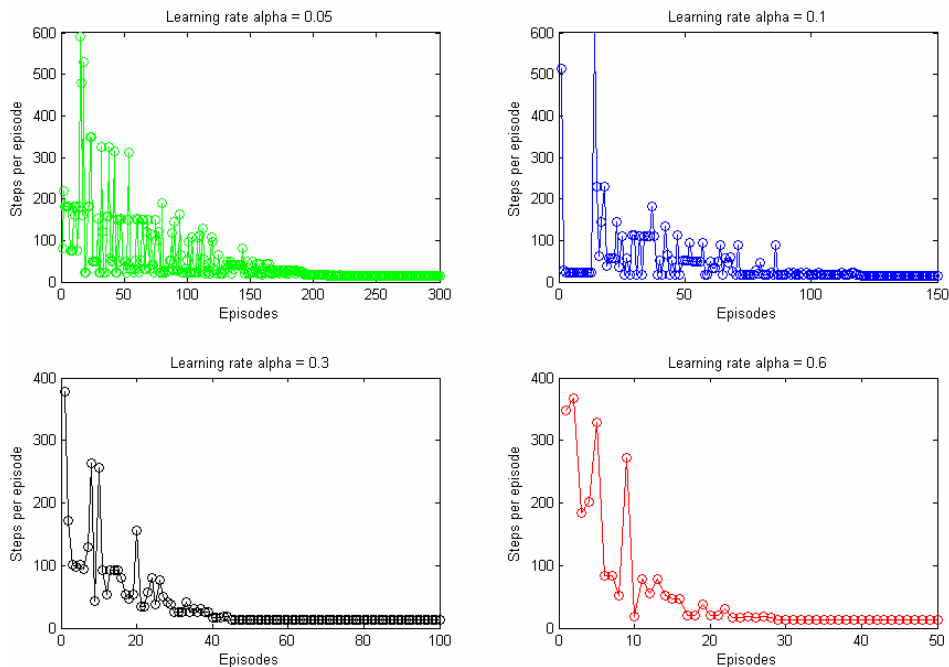 Learning rate alpha = 0.05
600
500
400
300
200
100
0
Steps per episode
0 50 100 150 200 250 300
Episodes
Learning rate alpha = 0.1
600
500
400
300
200
100
0
Steps per episode
0 50 100 150
Episodes
Learning rate alpha = 0.3
400
300
200
100
0
Steps per episode
0 20 40 60 80 100
Episodes
Learning rate alpha = 0.6
400
300
200
100
0
Steps per episode
0 10 20 30 40 50
Episodes